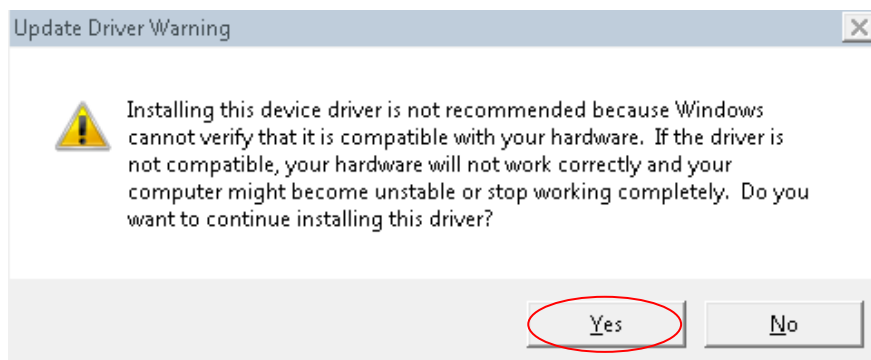 Update Driver Warning
Installing this device driver is not recommended because Windows
cannot verify that it is compatible with your hardware.  If the driver is
not compatible, your hardware will not work correctly and your
computer might become unstable or stop working completely.  Do you
want to continue installing this driver?
Yes No